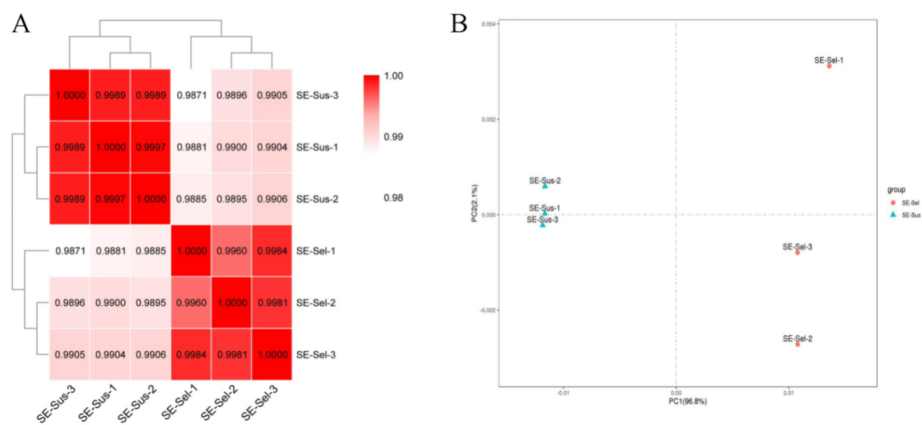 A
1.0000 0.9989 0.9989 0.9871 0.9896 0.9905 SE-Sus-3
0.9989 1.0000 0.9997 0.9881 0.9900 0.9904 SE-Sus-1
0.9989 0.9997 1.0000 0.9885 0.9895 0.9906 SE-Sus-2
0.9871 0.9881 0.9885 1.0000 0.9960 0.9984 SE-Sel-1
0.9896 0.9900 0.9895 0.9960 1.0000 0.9981 SE-Sel-2
0.9905 0.9904 0.9906 0.9984 0.9981 1.0000 SE-Sel-3
SE-Sus-3 SE-Sus-1 SE-Sus-2 SE-Sel-1 SE-Sel-2 SE-Sel-3
1.00
0.99
0.98
B
0.004
0.002
0.000
-0.002
PC2(2.1%)
SE-Sel-1
SE-Sus-2
SE-Sus-1
SE-Sus-3
SE-Sel-3
SE-Sel-2
-0.01 0.00 0.01
PC1(96.8%)
group
SE-Sel
SE-Sus